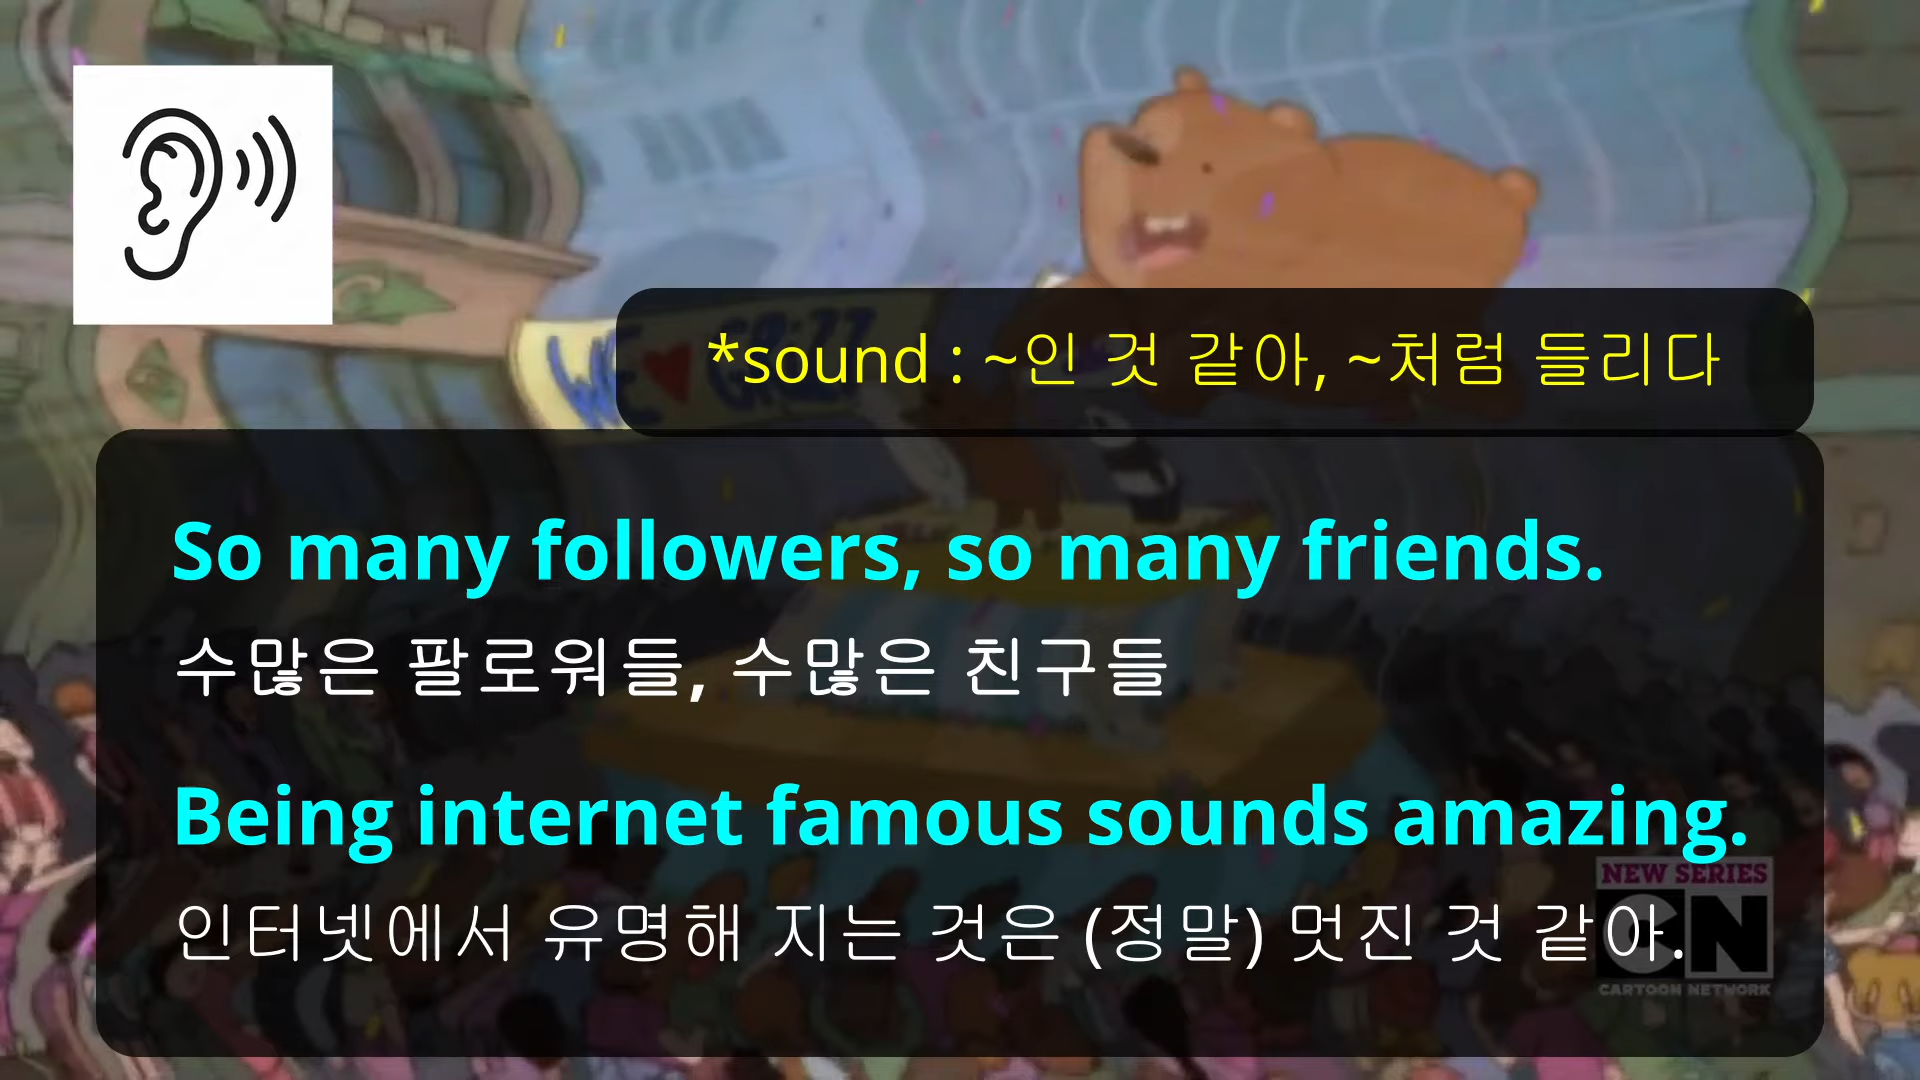 WE ♥ GRIZZ
*sound : ~인 것 같아, ~처럼 들리다
So many followers, so many friends.
수많은 팔로워들, 수많은 친구들
Being internet famous sounds amazing.
인터넷에서 유명해 지는 것은 (정말) 멋진 것 같아.
NEW SERIES
CN
CARTOON NETWORK